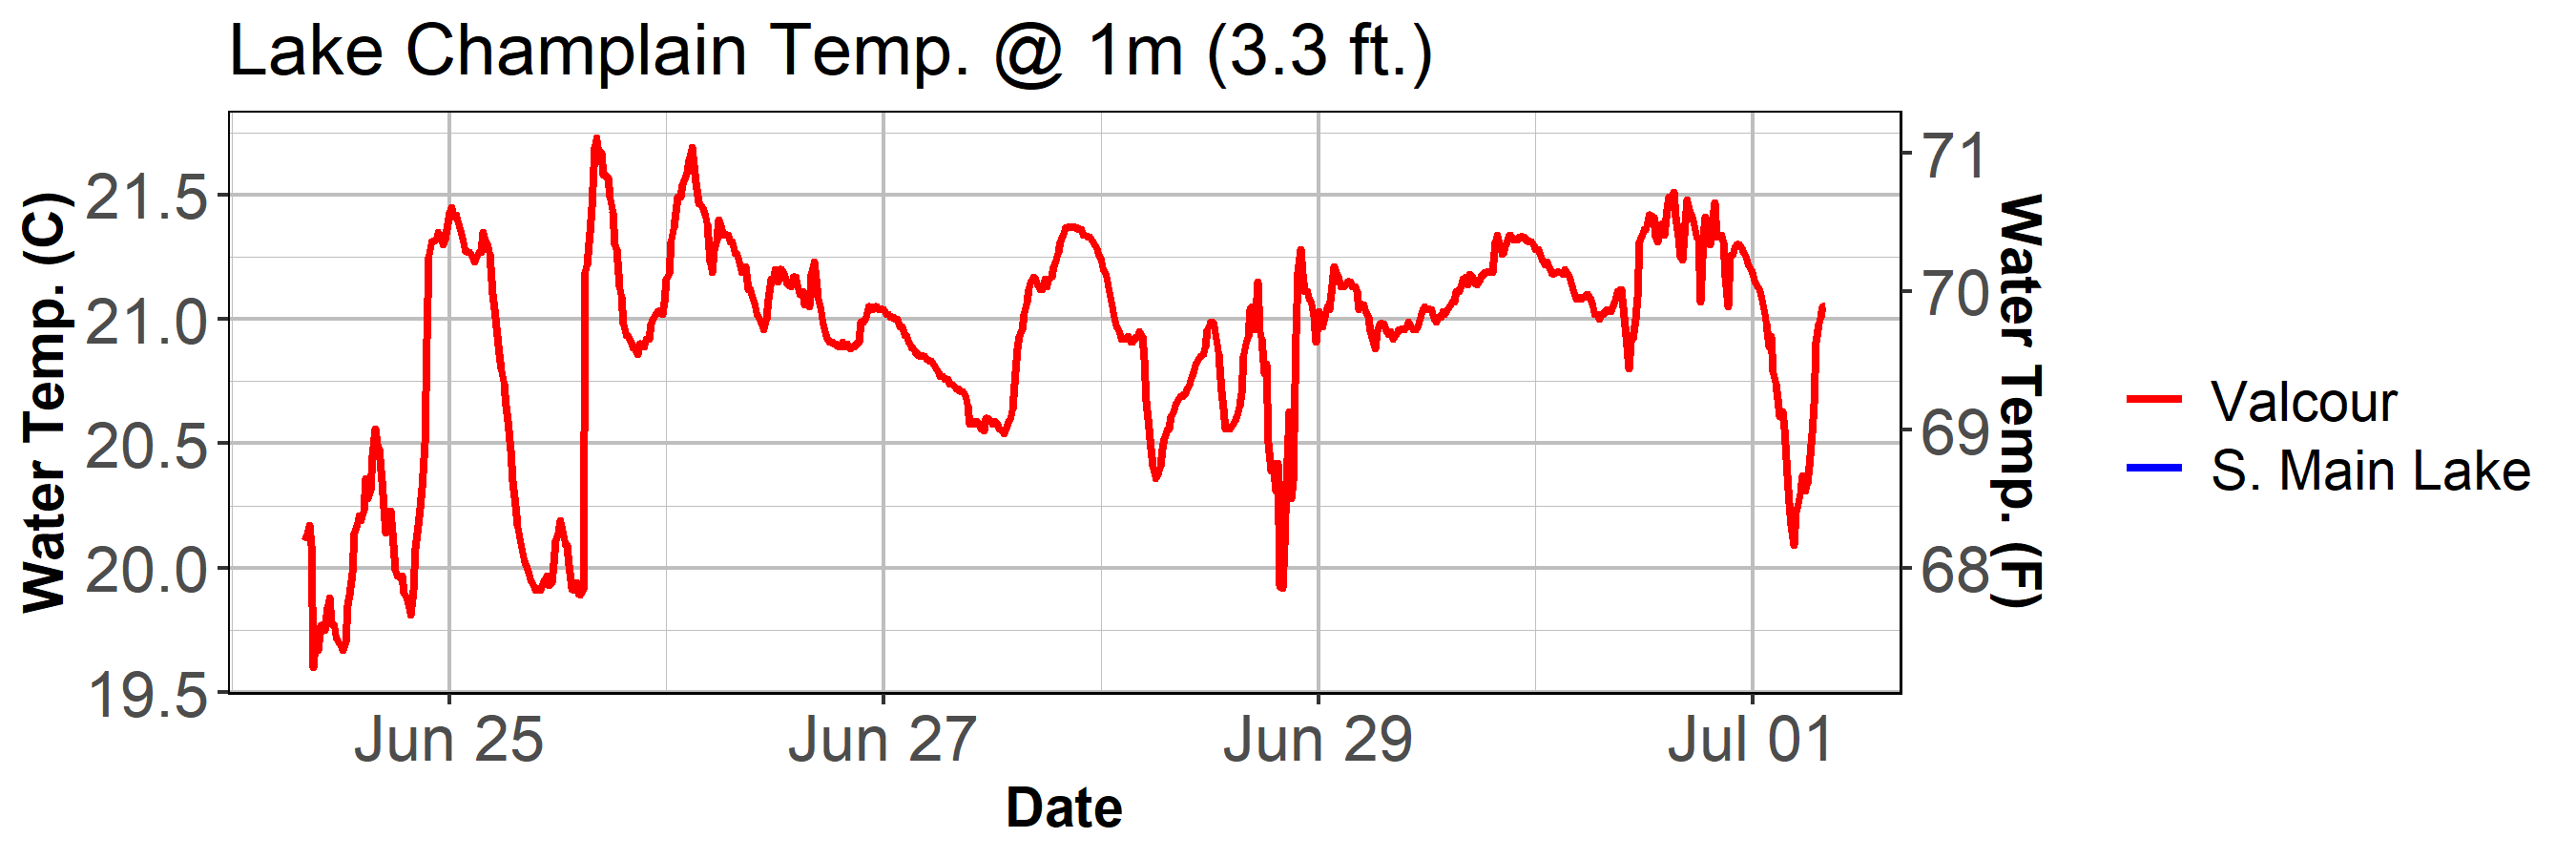 Lake Champlain Temp. @ 1m (3.3 ft.)
Water Temp. (C)
21.5
21.0
20.5
20.0
19.5
71
70
69
68
Water Temp. (F)
Jun 25
Jun 27
Jun 29
Jul 01
Date
Valcour
S. Main Lake